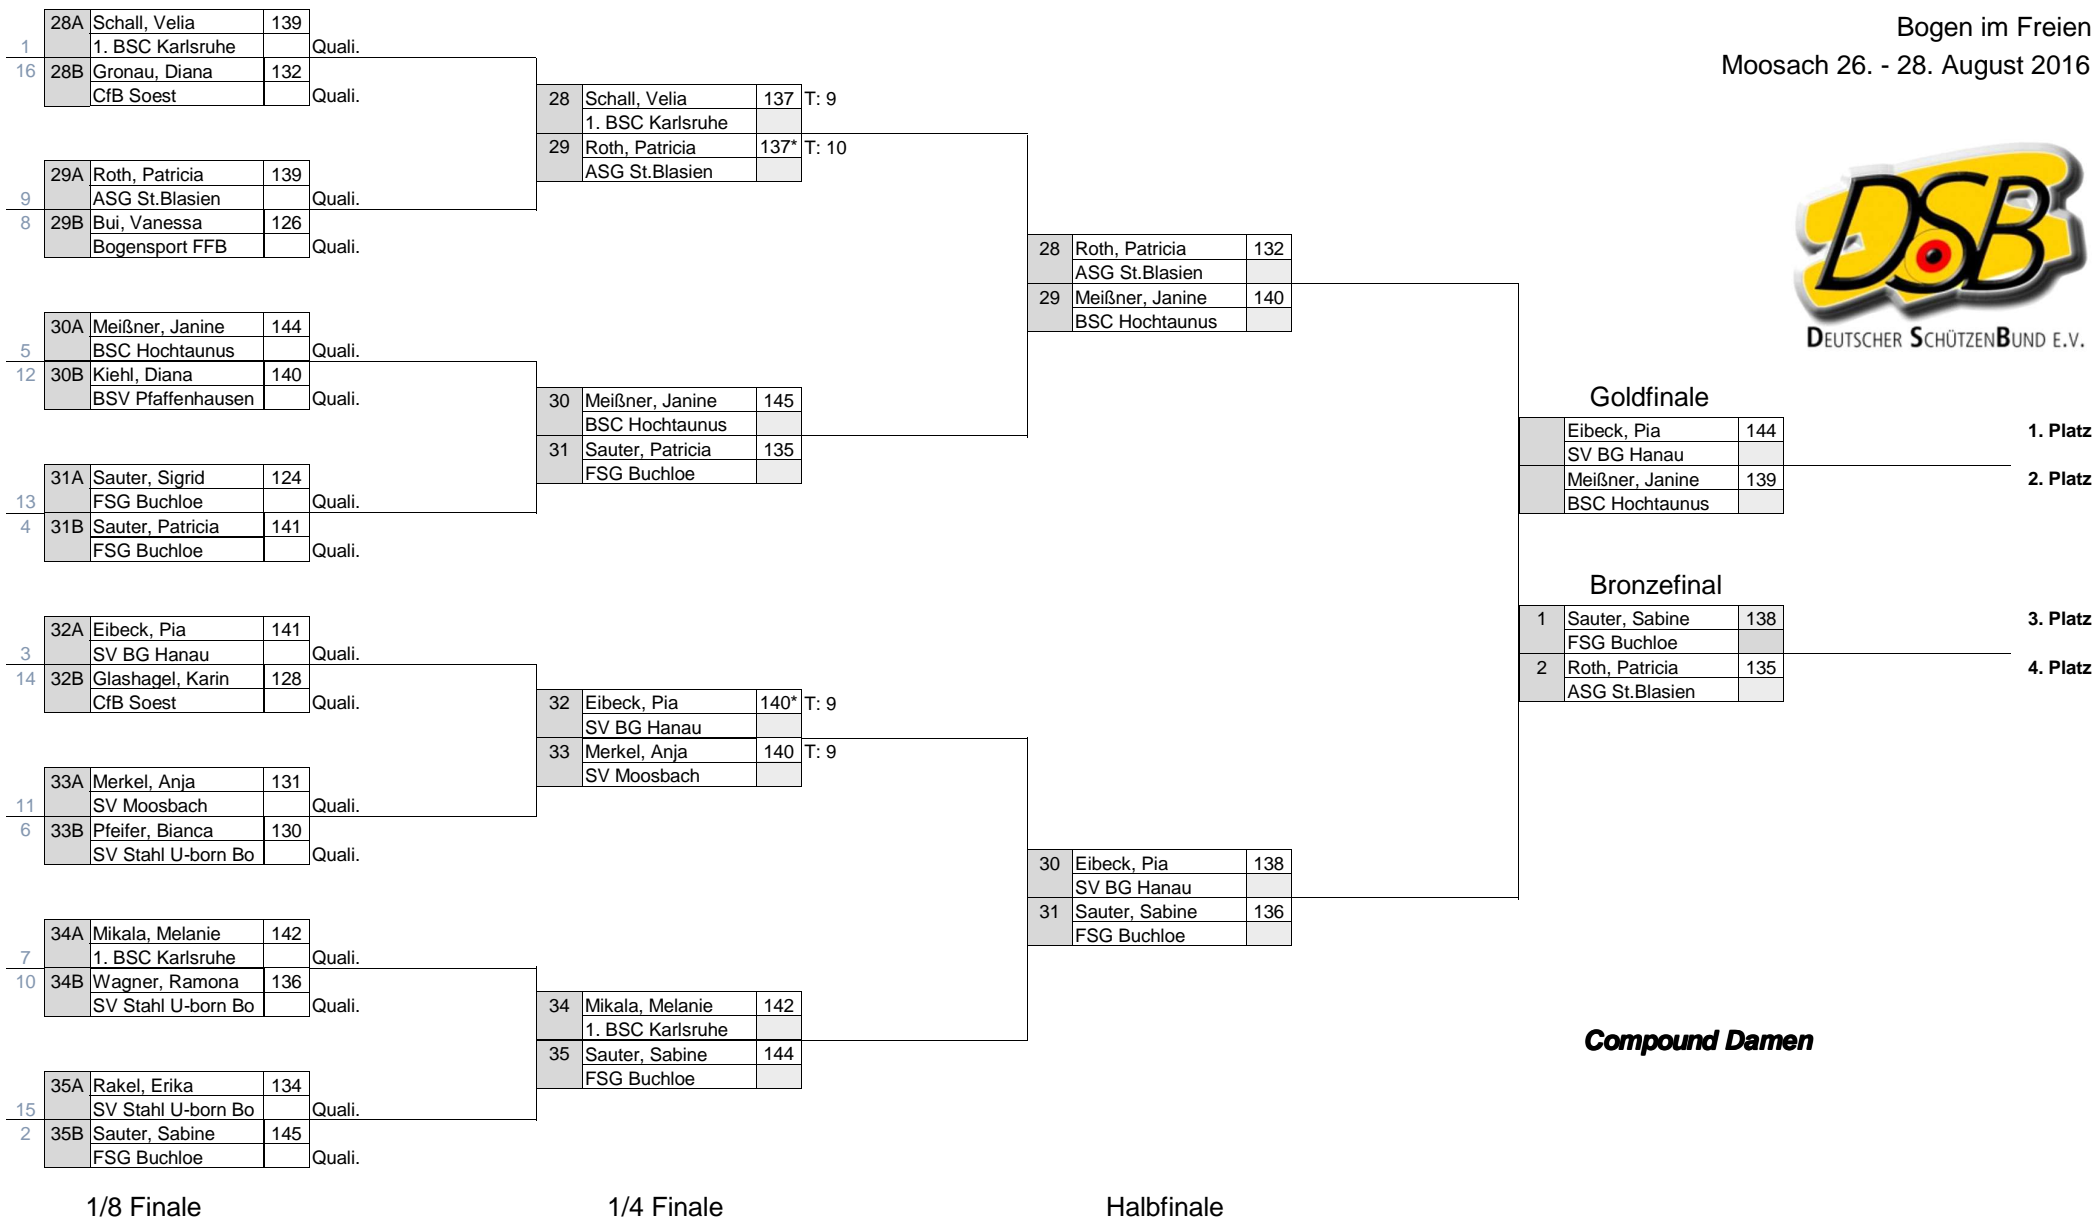 Bogen im Freien
Moosach 26. - 28. August 2016
DSB
DEUTSCHER SCHÜTZENBUND E.V.
28A Schall, Velia 139
1 1. BSC Karlsruhe Quali.
16 28B Gronau, Diana 132
CfB Soest Quali.
29A Roth, Patricia 139
9 ASG St.Blasien Quali.
8 29B Bui, Vanessa 126
Bogensport FFB Quali.
30A Meißner, Janine 144
5 BSC Hochtaunus Quali.
12 30B Kiehl, Diana 140
BSV Pfaffenhausen Quali.
31A Sauter, Sigrid 124
13 FSG Buchloe Quali.
4 31B Sauter, Patricia 141
FSG Buchloe Quali.
32A Eibeck, Pia 141
3 SV BG Hanau Quali.
14 32B Glashagel, Karin 128
CfB Soest Quali.
33A Merkel, Anja 131
11 SV Moosbach Quali.
6 33B Pfeifer, Bianca 130
SV Stahl U-born Bo Quali.
34A Mikala, Melanie 142
7 1. BSC Karlsruhe Quali.
10 34B Wagner, Ramona 136
SV Stahl U-born Bo Quali.
35A Rakel, Erika 134
15 SV Stahl U-born Bo Quali.
2 35B Sauter, Sabine 145
FSG Buchloe Quali.
1/8 Finale
28 Schall, Velia 137 T: 9
1. BSC Karlsruhe
29 Roth, Patricia 137* T: 10
ASG St.Blasien
30 Meißner, Janine 145
BSC Hochtaunus
31 Sauter, Patricia 135
FSG Buchloe
32 Eibeck, Pia 140* T: 9
SV BG Hanau
33 Merkel, Anja 140 T: 9
SV Moosbach
34 Mikala, Melanie 142
1. BSC Karlsruhe
35 Sauter, Sabine 144
FSG Buchloe
1/4 Finale
28 Roth, Patricia 132
ASG St.Blasien
29 Meißner, Janine 140
BSC Hochtaunus
30 Eibeck, Pia 138
SV BG Hanau
31 Sauter, Sabine 136
FSG Buchloe
Halbfinale
Goldfinale
Eibeck, Pia 144 1. Platz
SV BG Hanau
Meißner, Janine 139 2. Platz
BSC Hochtaunus
Bronzefinal
1 Sauter, Sabine 138 3. Platz
FSG Buchloe
2 Roth, Patricia 135 4. Platz
ASG St.Blasien
Compound Damen